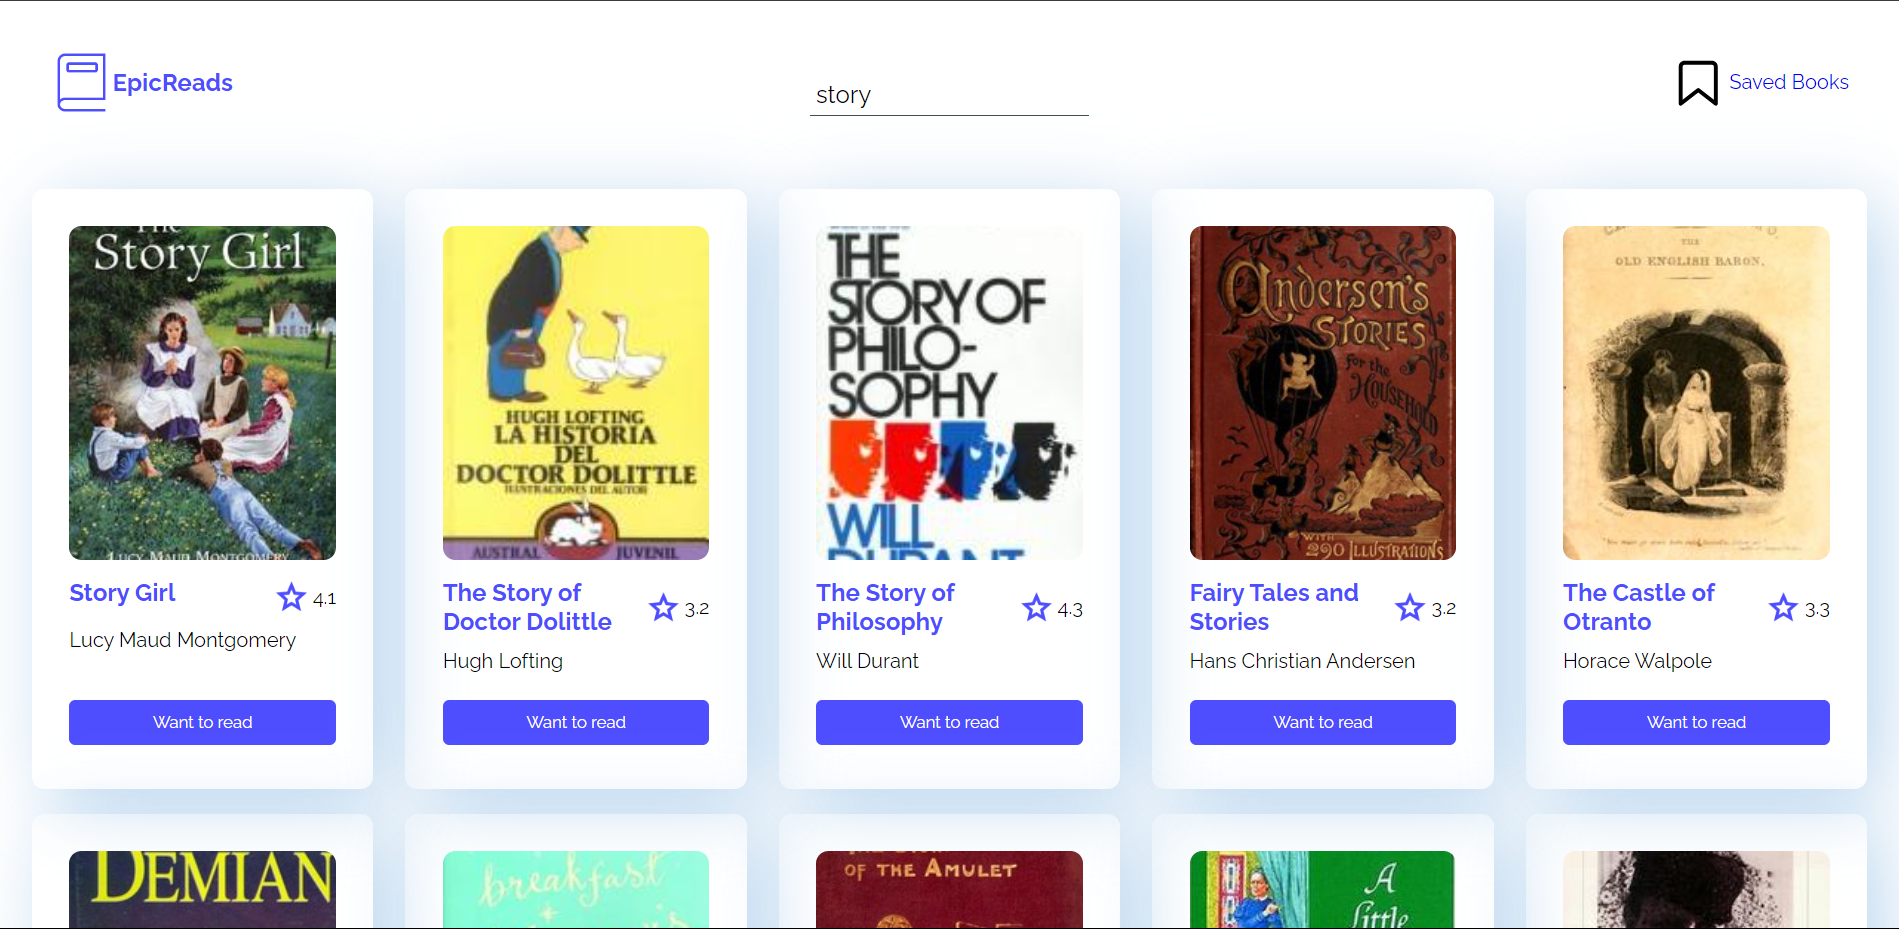 EpicReads
story
Saved Books
The
Story Girl
LUCY MAUD MONTGOMERY
Story Girl
4.1
Lucy Maud Montgomery
Want to read
HUGH LOFTING
LA HISTORIA
DEL
DOCTOR DOLITTLE
ILUSTRACIONES DEL AUTOR
AUSTRAL JUVENIL
The Story of
Doctor Dolittle
3.2
Hugh Lofting
Want to read
THE
STORY OF
PHILO-
SOPHY
WILL
DURANT
The Story of
Philosophy
4.3
Will Durant
Want to read
Andersen's
STORIES
for the
HOUSEHOLD
WITH
290 ILLUSTRATIONS
Fairy Tales and
Stories
3.2
Hans Christian Andersen
Want to read
THE
OLD ENGLISH BARON,
The Castle of
Otranto
3.3
Horace Walpole
Want to read
DEMIAN
breakfast
OF THE AMULET
A
Little